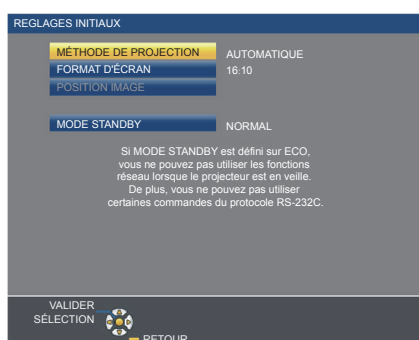 REGLAGES INITIAUX
MÉTHODE DE PROJECTION AUTOMATIQUE
FORMAT D'ÉCRAN 16:10
POSITION IMAGE
MODE STANDBY NORMAL
Si MODE STANDBY est défini sur ECO,
vous ne pouvez pas utiliser les fonctions
réseau lorsque le projecteur est en veille.
De plus, vous ne pouvez pas utiliser
certaines commandes du protocole RS-232C.
VALIDER
SÉLECTION
RETOUR